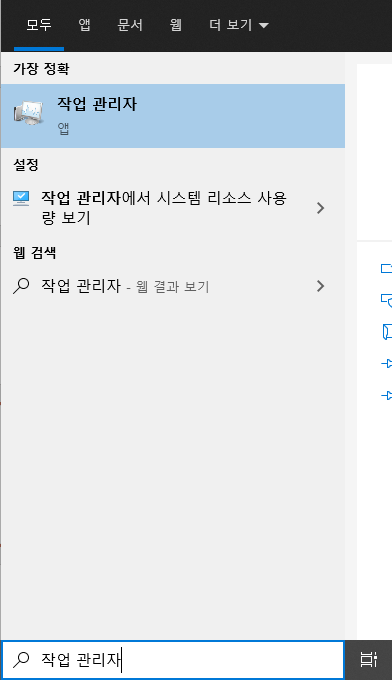 모두 앱 문서 웹 더 보기
가장 정확
작업 관리자
앱
설정
작업 관리자에서 시스템 리소스 사용
량 보기
웹 검색
작업 관리자 - 웹 결과 보기
작업 관리자